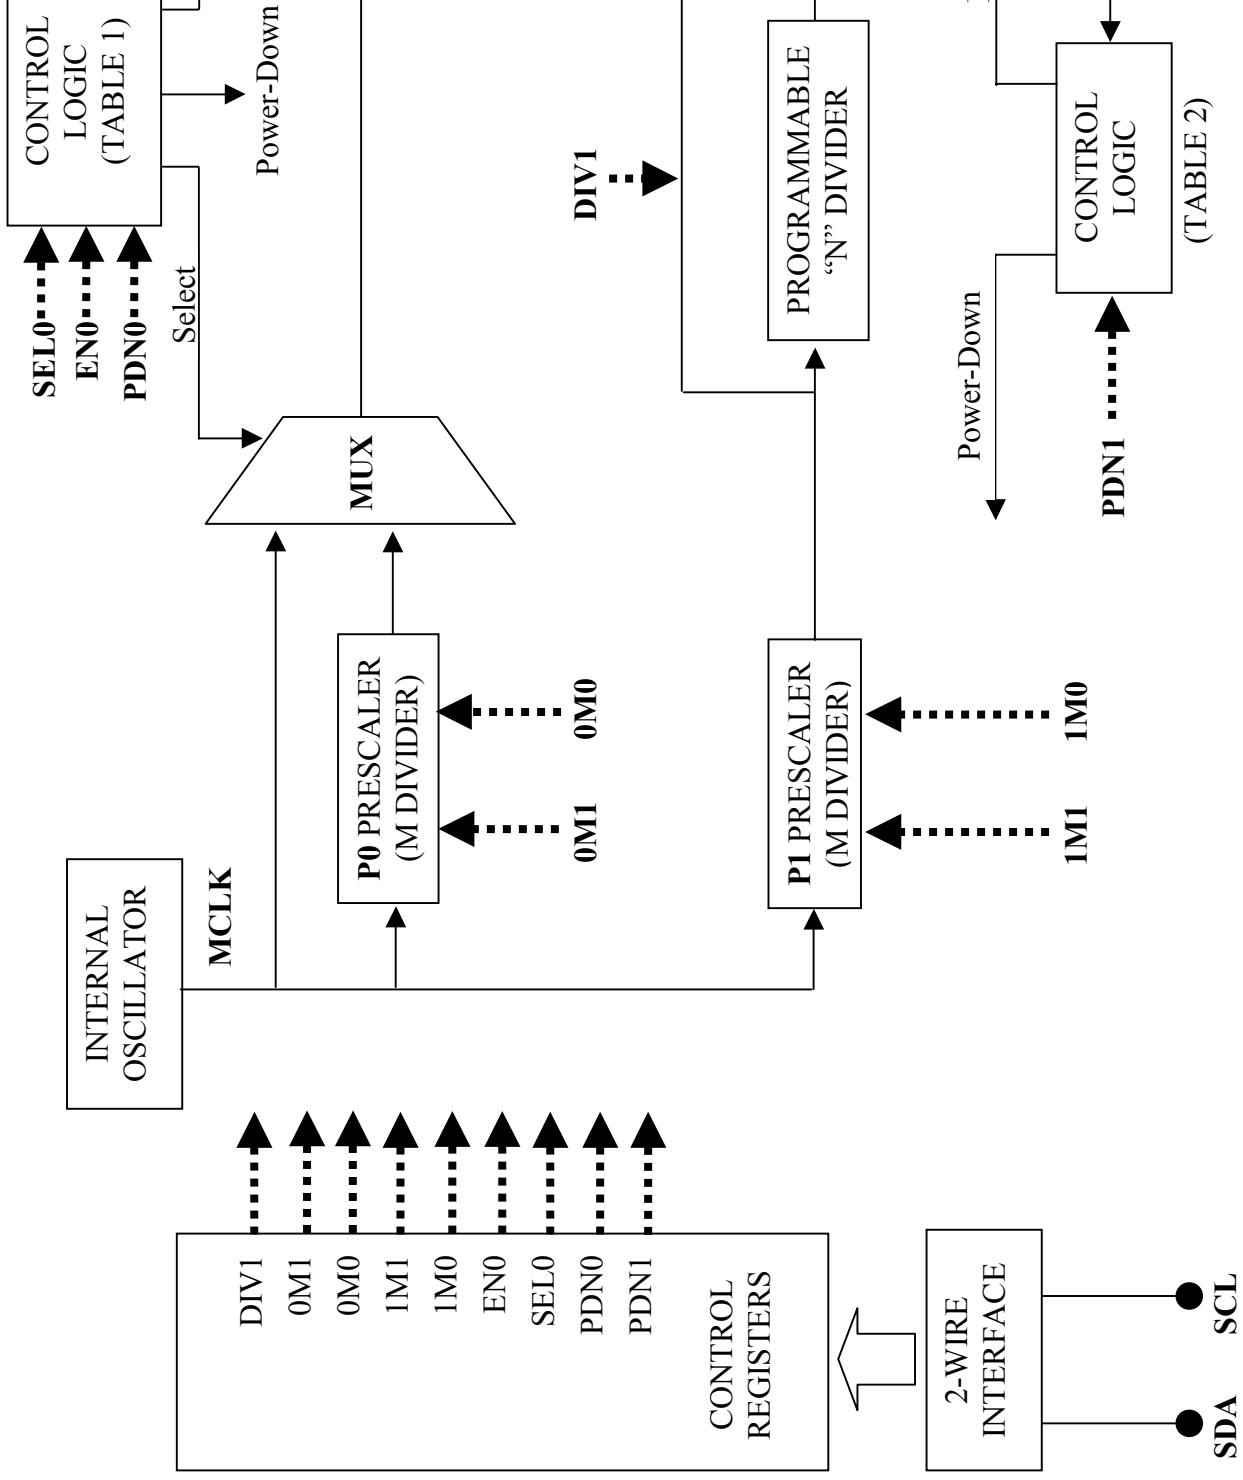 CONTROL
LOGIC
(TABLE 1)
Power-Down
SEL0
EN0
PDN0
Select
MUX
DIV1
PROGRAMMABLE
“N” DIVIDER
CONTROL
LOGIC
(TABLE 2)
Power-Down
PDN1
P0 PRESCALER
(M DIVIDER)
0M1
0M0
P1 PRESCALER
(M DIVIDER)
1M1
1M0
INTERNAL
OSCILLATOR
MCLK
DIV1
0M1
0M0
1M1
1M0
EN0
SEL0
PDN0
PDN1
CONTROL
REGISTERS
2-WIRE
INTERFACE
SDA
SCL